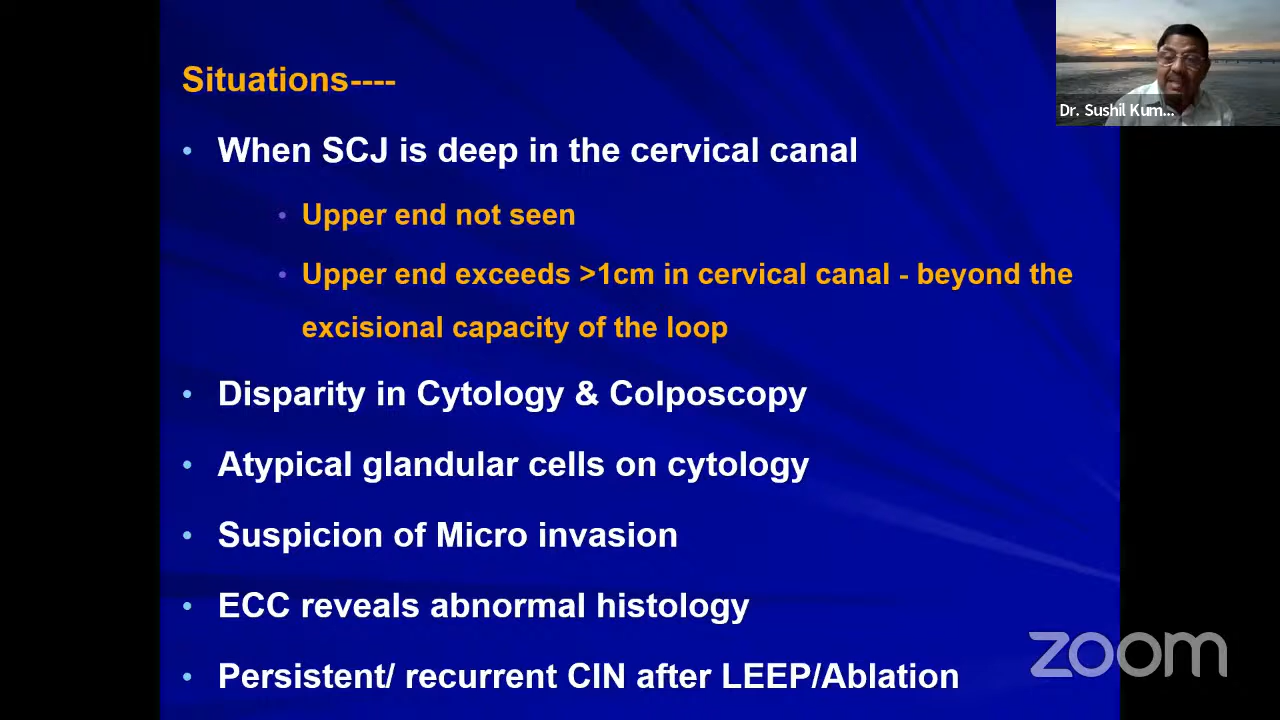 Situations----
Dr. Sushil Kum...
• When SCJ is deep in the cervical canal
• Upper end not seen
• Upper end exceeds >1cm in cervical canal - beyond the
excisional capacity of the loop
• Disparity in Cytology & Colposcopy
• Atypical glandular cells on cytology
• Suspicion of Micro invasion
• ECC reveals abnormal histology
• Persistent/ recurrent CIN after LEEP/Ablation
zoom